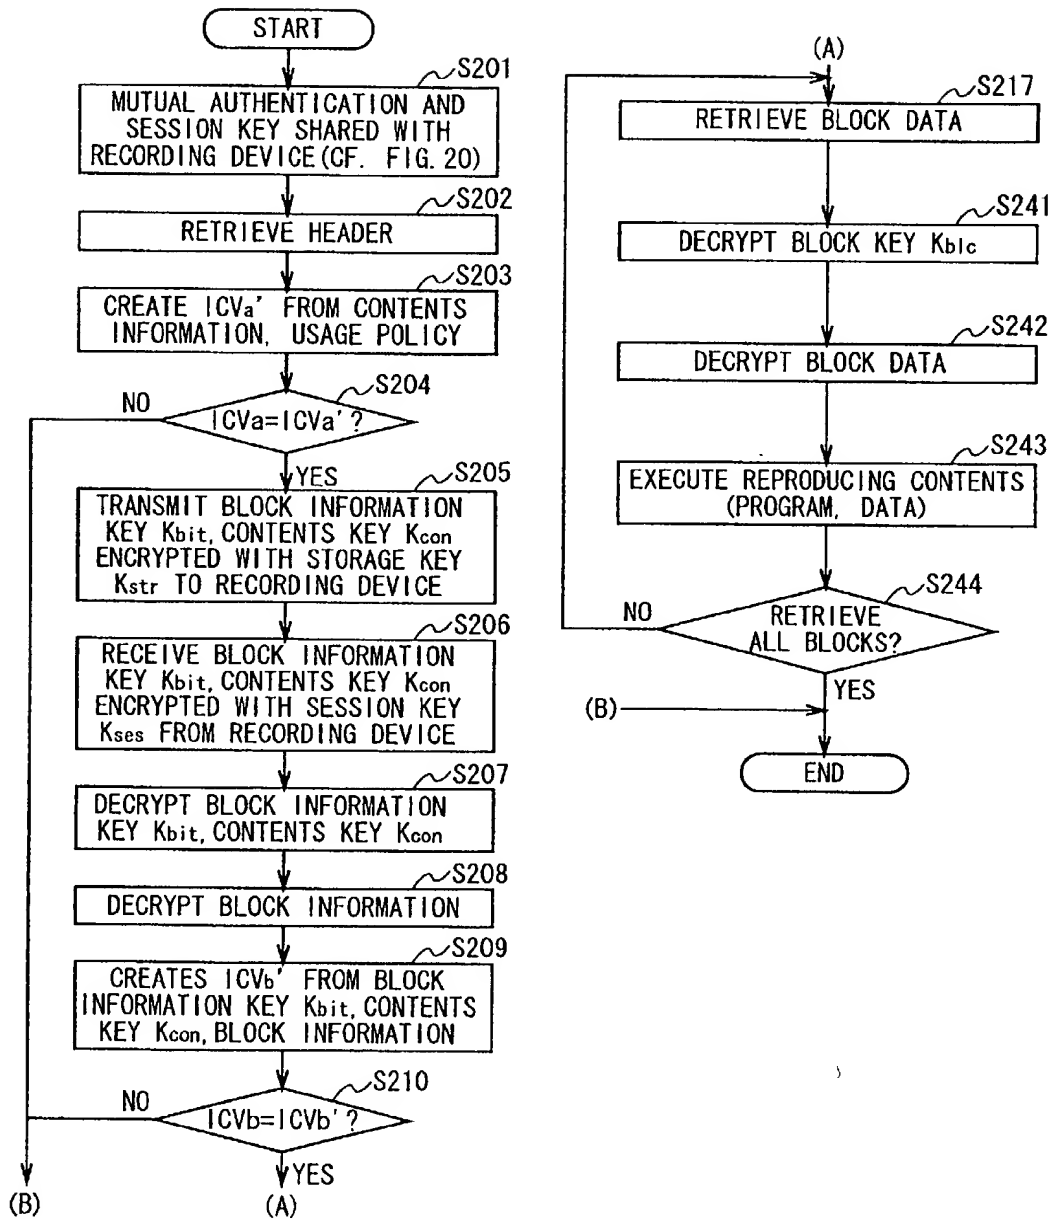 START
S201
MUTUAL AUTHENTICATION AND
SESSION KEY SHARED WITH
RECORDING DEVICE(CF. FIG. 20)
S202
RETRIEVE HEADER
S203
CREATE ICVa' FROM CONTENTS
INFORMATION, USAGE POLICY
S204
ICVa=ICVa'?
NO
YES
S205
TRANSMIT BLOCK INFORMATION
KEY Kbit, CONTENTS KEY Kcon
ENCRYPTED WITH STORAGE KEY
Kstr TO RECORDING DEVICE
S206
RECEIVE BLOCK INFORMATION
KEY Kbit, CONTENTS KEY Kcon
ENCRYPTED WITH SESSION KEY
Kses FROM RECORDING DEVICE
S207
DECRYPT BLOCK INFORMATION
KEY Kbit, CONTENTS KEY Kcon
S208
DECRYPT BLOCK INFORMATION
S209
CREATES ICVb' FROM BLOCK
INFORMATION KEY Kbit, CONTENTS
KEY Kcon, BLOCK INFORMATION
S210
ICVb=ICVb'?
NO
YES
(B)
(A)
(A)
S217
RETRIEVE BLOCK DATA
S241
DECRYPT BLOCK KEY Kblc
S242
DECRYPT BLOCK DATA
S243
EXECUTE REPRODUCING CONTENTS
(PROGRAM, DATA)
S244
RETRIEVE
ALL BLOCKS?
NO
YES
(B)
END